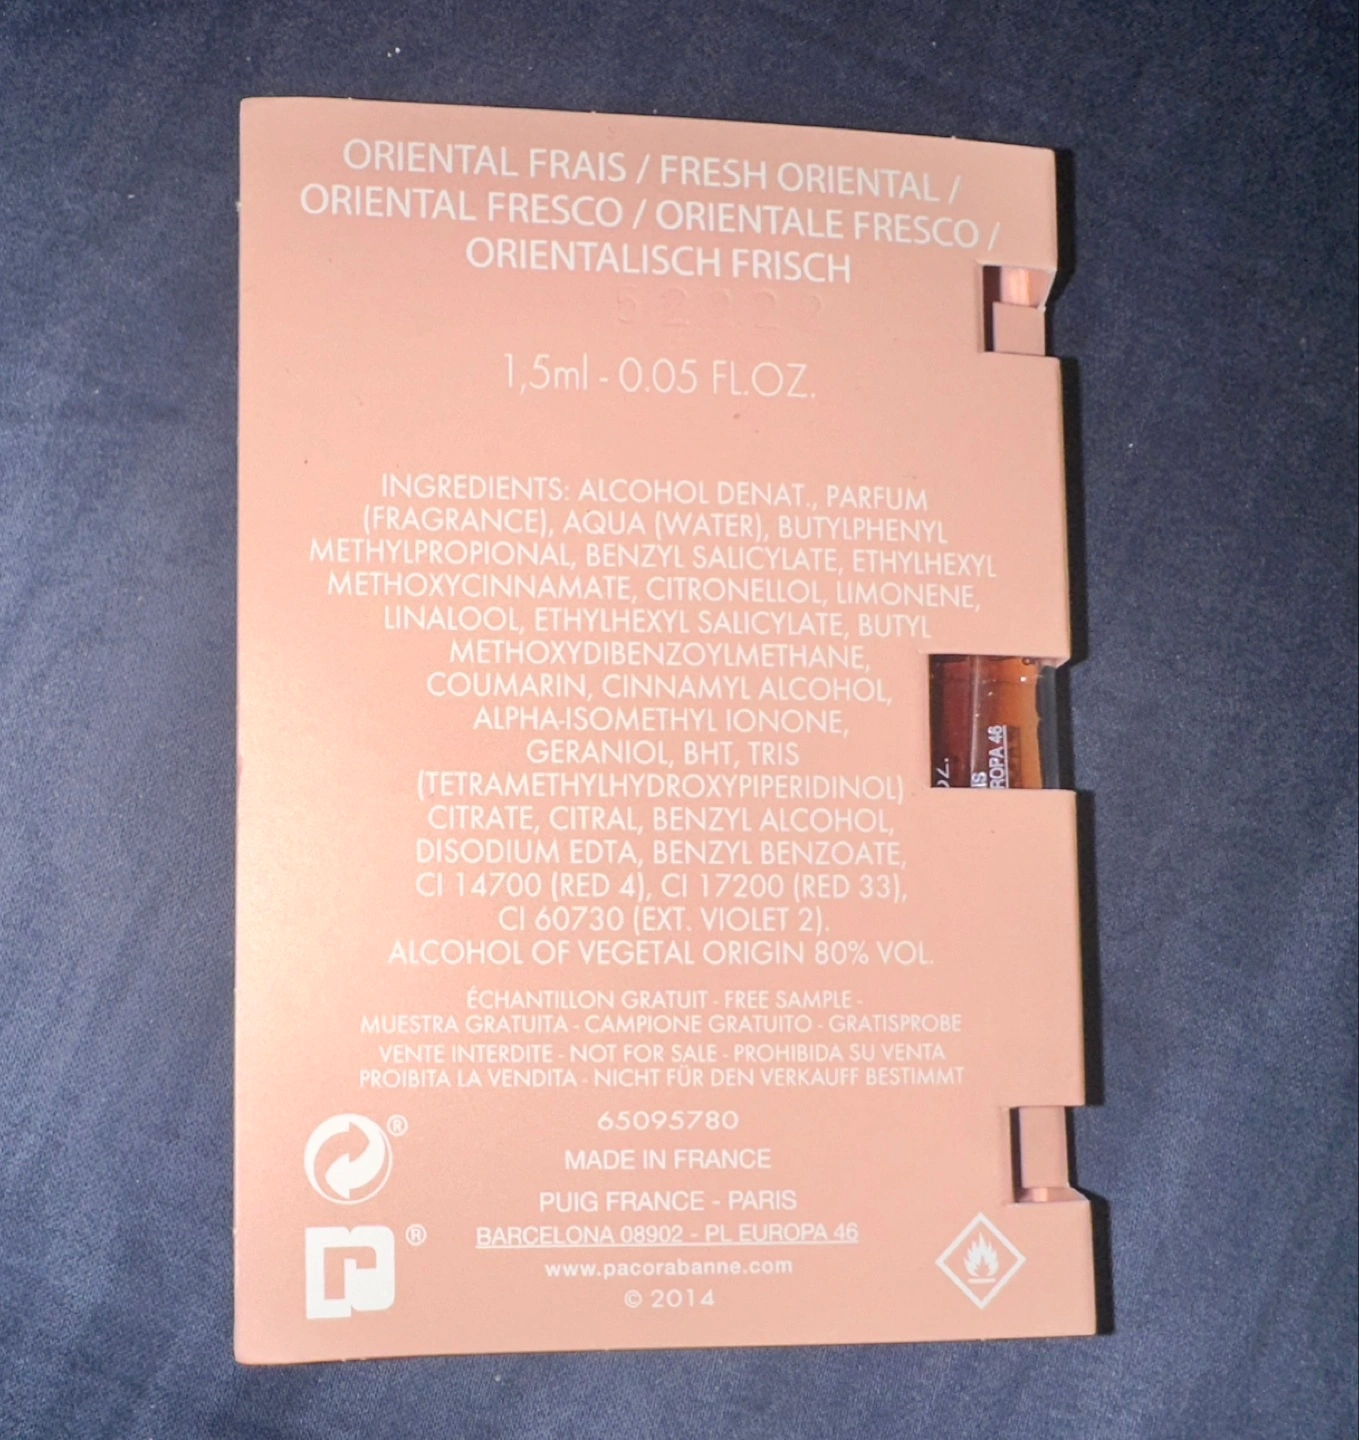 ORIENTAL FRAIS / FRESH ORIENTAL /
ORIENTAL FRESCO / ORIENTALE FRESCO /
ORIENTALISCH FRISCH
1,5ml - 0.05 FL.OZ.
INGREDIENTS: ALCOHOL DENAT., PARFUM
(FRAGRANCE), AQUA (WATER), BUTYLPHENYL
METHYLPROPIONAL, BENZYL SALICYLATE, ETHYLHEXYL
METHOXYCINNAMATE, CITRONELLOL, LIMONENE,
LINALOOL, ETHYLHEXYL SALICYLATE, BUTYL
METHOXYDIBENZOYLMETHANE,
COUMARIN, CINNAMYL ALCOHOL,
ALPHA-ISOMETHYL IONONE,
GERANIOL, BHT, TRIS
(TETRAMETHYLHYDROXYPIPERIDINOL)
CITRATE, CITRAL, BENZYL ALCOHOL,
DISODIUM EDTA, BENZYL BENZOATE,
CI 14700 (RED 4), CI 17200 (RED 33),
CI 60730 (EXT. VIOLET 2).
ALCOHOL OF VEGETAL ORIGIN 80% VOL.
ÉCHANTILLON GRATUIT - FREE SAMPLE -
MUESTRA GRATUITA - CAMPIONE GRATUITO - GRATISPROBE
VENTE INTERDITE - NOT FOR SALE - PROHIBIDA SU VENTA
PROIBITA LA VENDITA - NICHT FÜR DEN VERKAUFF BESTIMMT
65095780
MADE IN FRANCE
PUIG FRANCE - PARIS
BARCELONA 08902 - PL EUROPA 46
www.pacorabanne.com
© 2014
ROPA 46